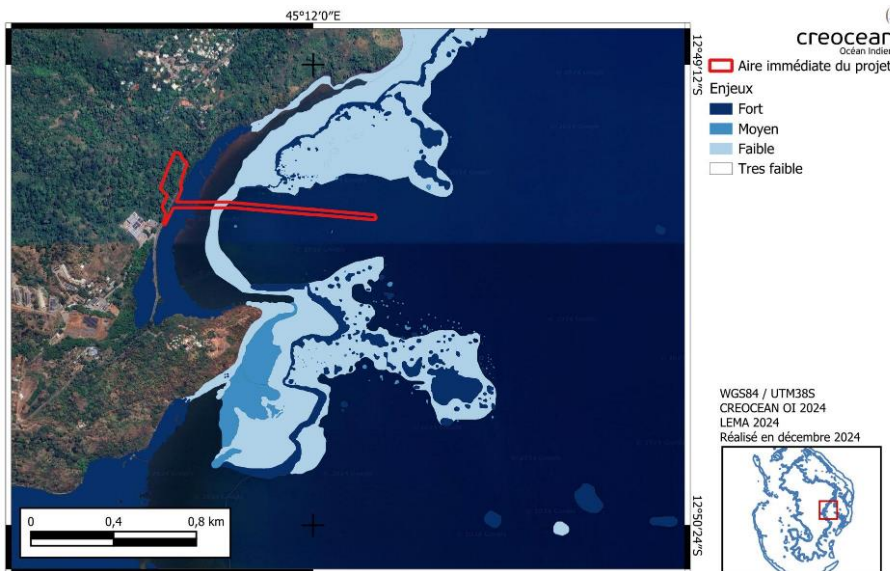 45°12'0"E
creocean
Océan Indien
12°49'12"S
Aire immédiate du projet
Enjeux
Fort
Moyen
Faible
Tres faible
WGS84 / UTM38S
CREOCEAN OI 2024
LEMA 2024
Réalisé en décembre 2024
12°50'24"S
0
0,4
0,8 km